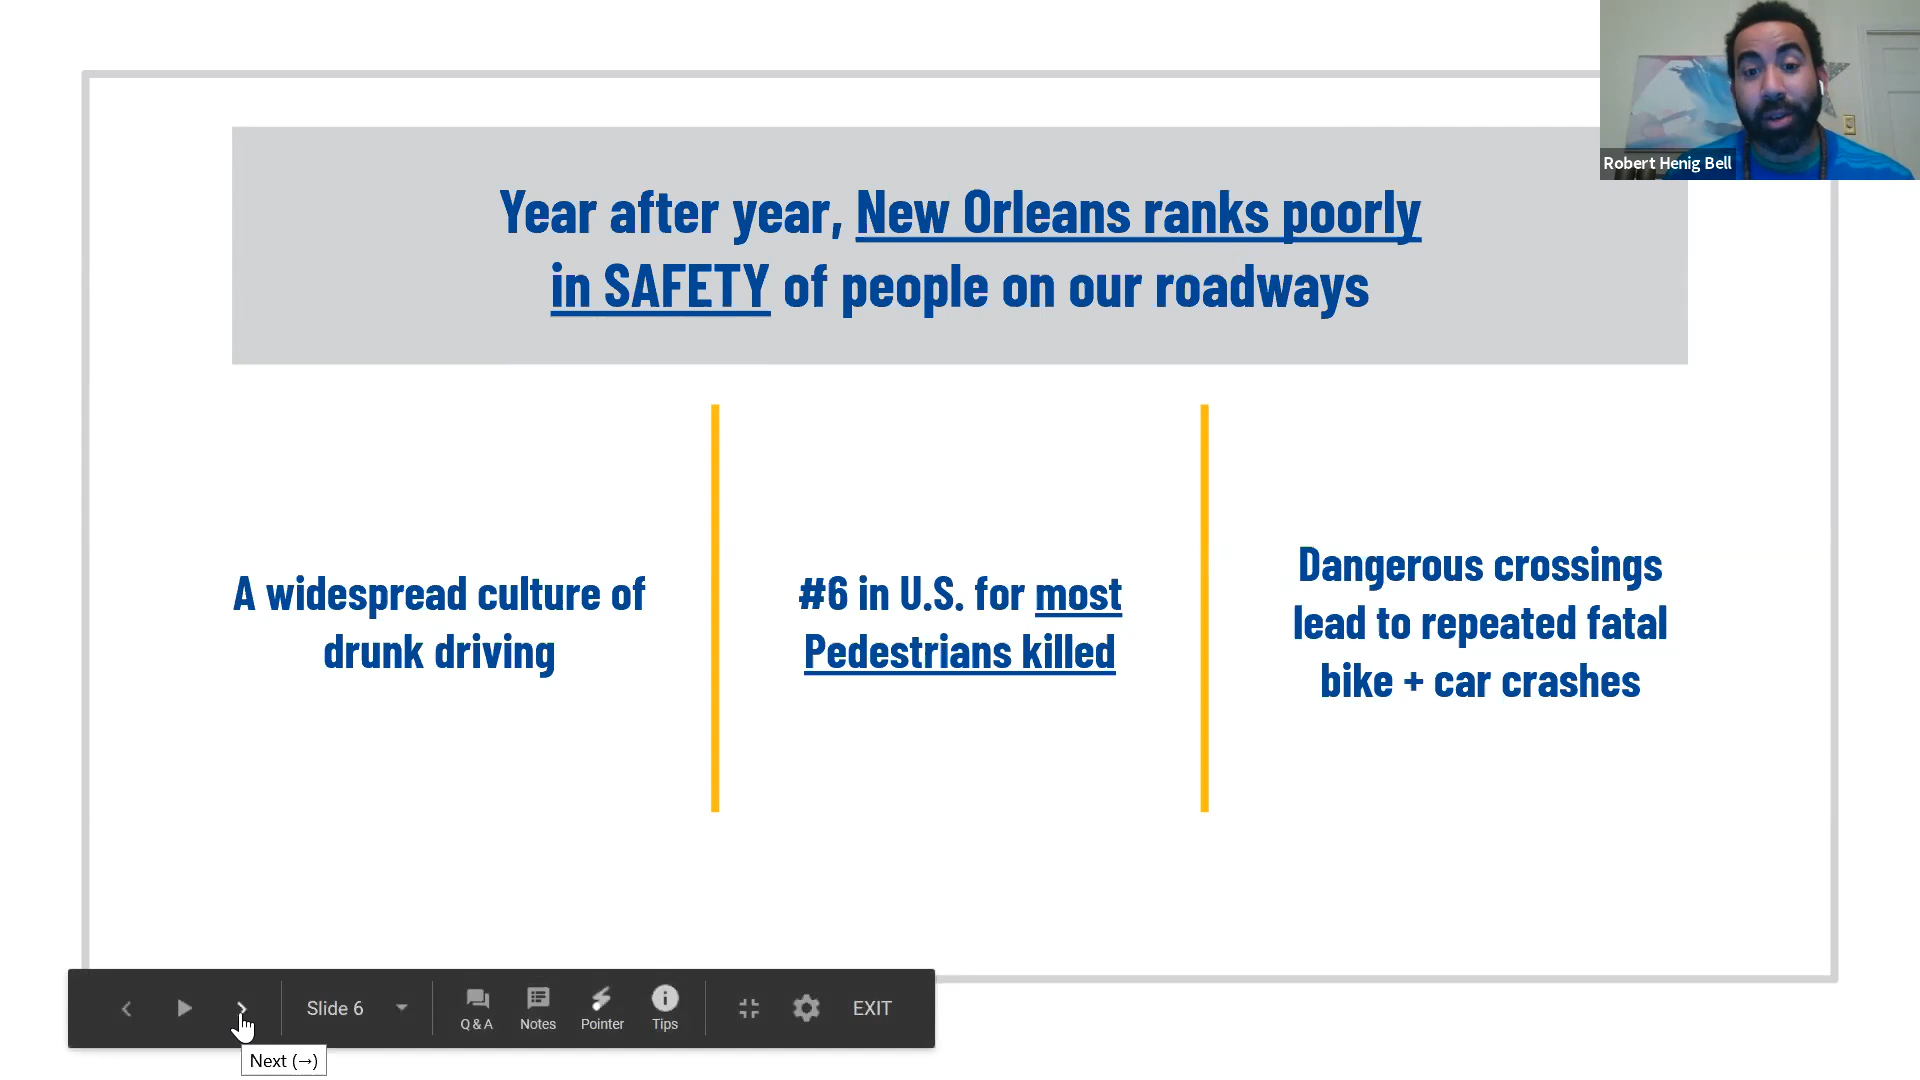 Robert Henig Bell
Year after year, New Orleans ranks poorly
in SAFETY of people on our roadways
A widespread culture of
drunk driving
#6 in U.S. for most
Pedestrians killed
Dangerous crossings
lead to repeated fatal
bike + car crashes
Slide 6
Q & A
Notes
Pointer
Tips
EXIT
Next (→)